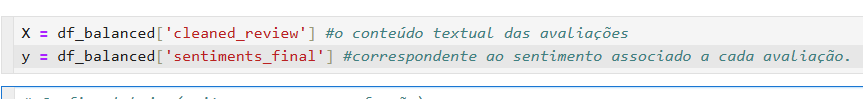 X = df_balanced['cleaned_review'] #o conteúdo textual das avaliações
y = df_balanced['sentiments_final'] #correspondente ao sentimento associado a cada avaliação.